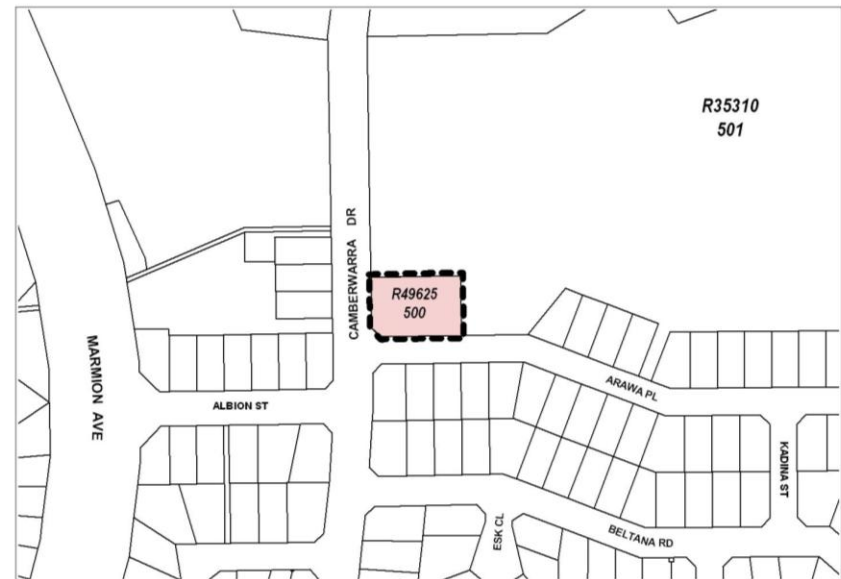 R35310
501
CAMBERWARRA DR
R49625
500
MARMION AVE
ARAWA PL
ALBION ST
KADINA ST
ESK CL
BELTANA RD